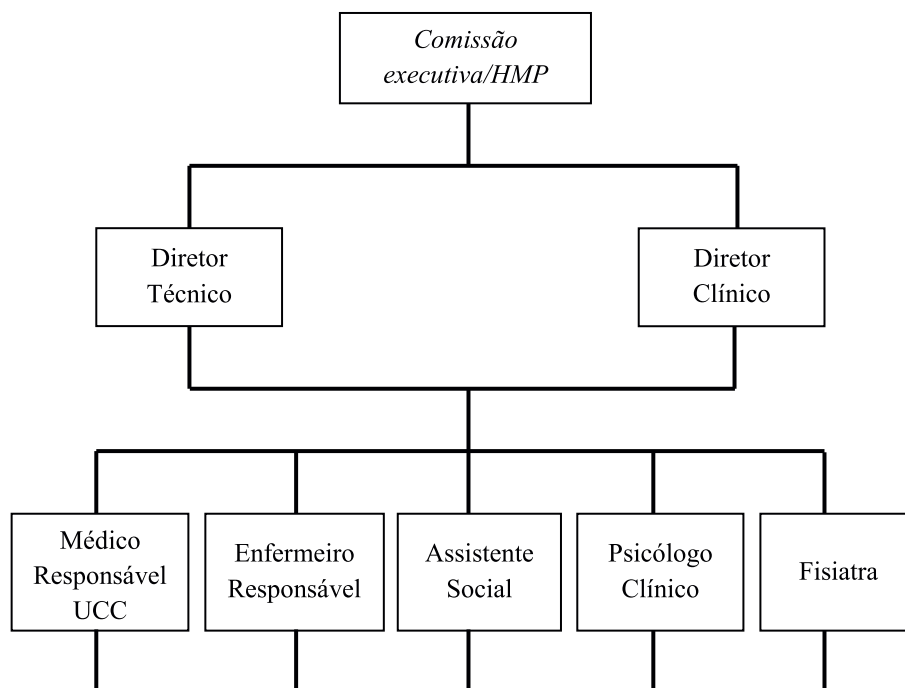 Comissão
executiva/HMP
Diretor
Técnico
Diretor
Clínico
Médico
Responsável
UCC
Enfermeiro
Responsável
Assistente
Social
Psicólogo
Clínico
Fisiatra